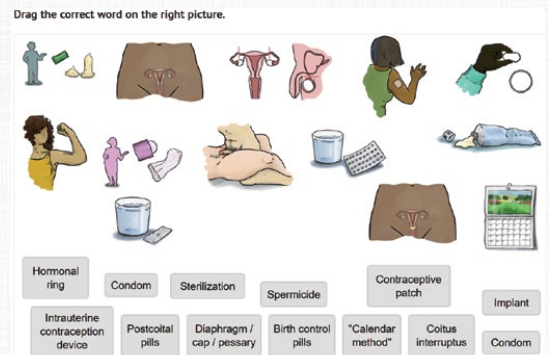 Drag the correct word on the right picture.
Hormonal
ring
Condom
Sterilization
Spermicide
Contraceptive
patch
Implant
Intrauterine
contraception
device
Postcoital
pills
Diaphragm /
cap / pessary
Birth control
pills
"Calendar
method"
Coitus
interruptus
Condom